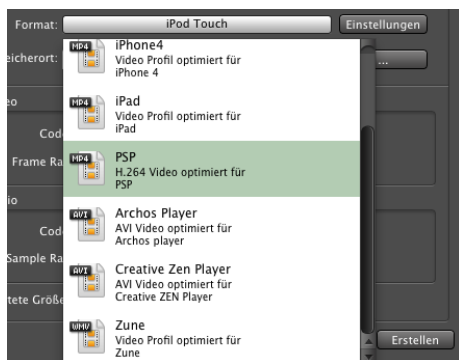 Format: iPod Touch Einstellungen
MP4 iPhone4
Video Profil optimiert für
iPhone 4
eicherort: ...
MP4 iPad
Video Profil optimiert für
iPad
eo
Cod
MP4 PSP
H.264 Video optimiert für
PSP
Frame Ra
io
AVI Archos Player
AVI Video optimiert für
Archos player
Cod
Sample Ra
AVI Creative Zen Player
AVI Video optimiert für
Creative ZEN Player
tete Größe
WMV Zune
Video Profil optimiert für
Zune
Erstellen